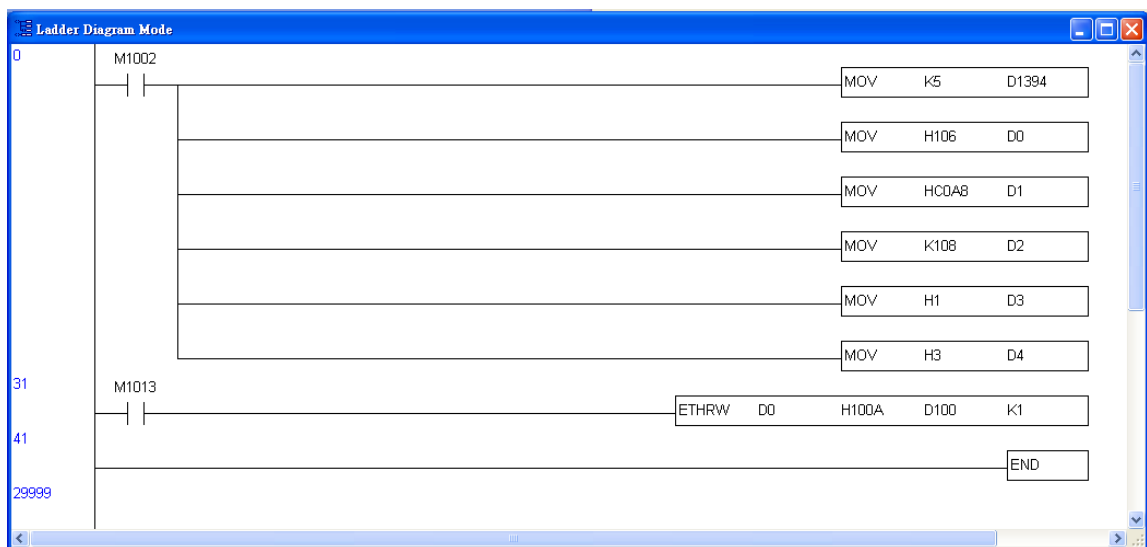 Ladder Diagram Mode
0
M1002
MOV K5 D1394
MOV H106 D0
MOV HC0A8 D1
MOV K108 D2
MOV H1 D3
MOV H3 D4
31
M1013
ETHRW D0 H100A D100 K1
41
END
29999